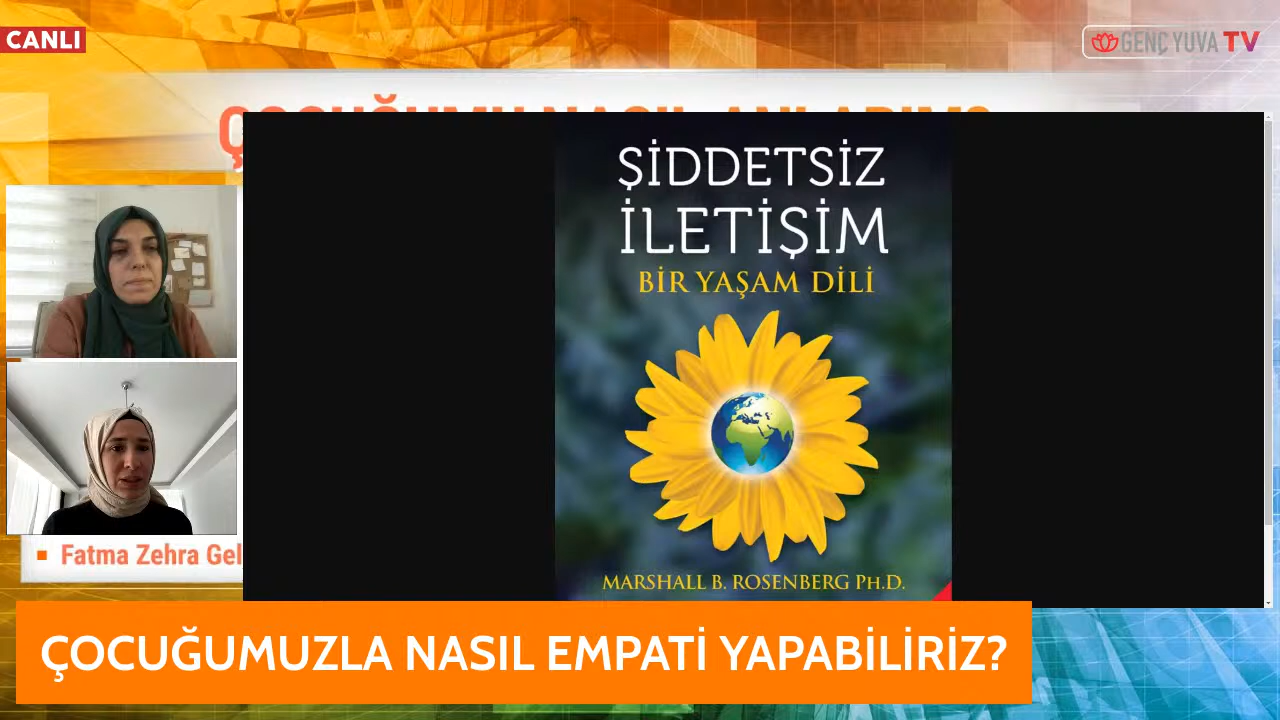 CANLI
GENÇ YUVA TV
ŞİDDETSİZ
İLETİŞİM
BİR YAŞAM DİLİ
MARSHALL B. ROSENBERG PH.D.
Fatma Zehra Gel
ÇOCUĞUMUZLA NASIL EMPATİ YAPABİLİRİZ?